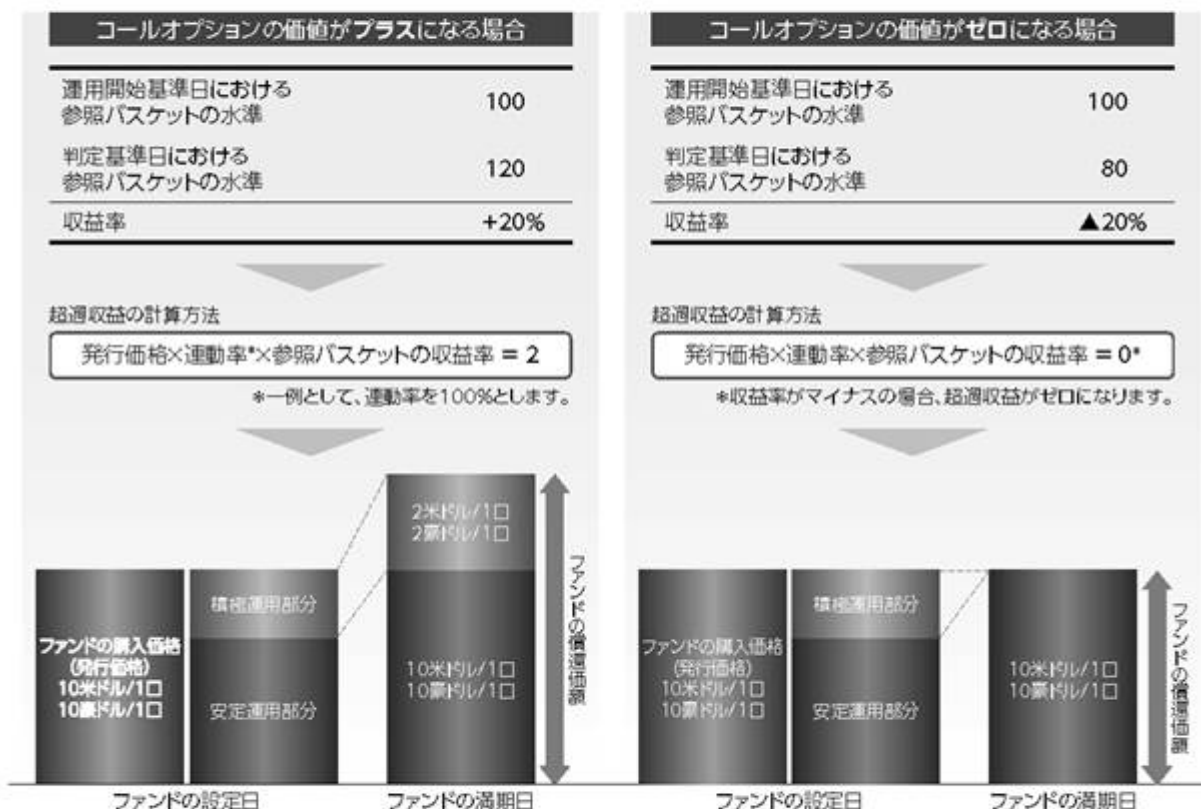 コールオプションの価値がプラスになる場合
運用開始基準日における
参照バスケットの水準
100
判定基準日における
参照バスケットの水準
120
収益率
+20%
超過収益の計算方法
発行価格×連動率*×参照バスケットの収益率 = 2
*一例として、連動率を100%とします。
2米ドル/1口
2豪ドル/1口
積極運用部分
ファンドの購入価格
(発行価格)
10米ドル/1口
10豪ドル/1口
安定運用部分
10米ドル/1口
10豪ドル/1口
ファンドの償還価額
ファンドの設定日
ファンドの満期日
コールオプションの価値がゼロになる場合
運用開始基準日における
参照バスケットの水準
100
判定基準日における
参照バスケットの水準
80
収益率
▲20%
超過収益の計算方法
発行価格×連動率×参照バスケットの収益率 = 0*
*収益率がマイナスの場合、超過収益がゼロになります。
積極運用部分
ファンドの購入価格
(発行価格)
10米ドル/1口
10豪ドル/1口
安定運用部分
10米ドル/1口
10豪ドル/1口
ファンドの償還価額
ファンドの設定日
ファンドの満期日